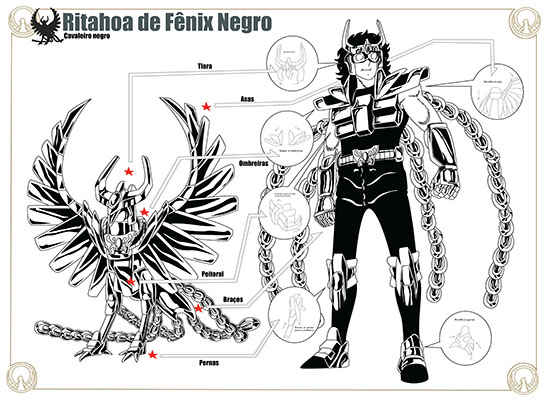 Ritahoa de Fênix Negro
Cavaleiro negro
Tiara
Asas
Ombreiras
Peitoral
Braços
Pernas